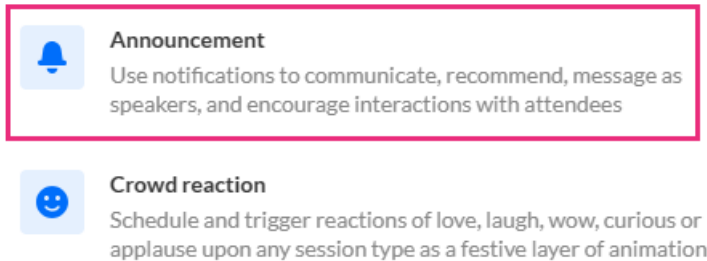 Announcement
Use notifications to communicate, recommend, message as
speakers, and encourage interactions with attendees
Crowd reaction
Schedule and trigger reactions of love, laugh, wow, curious or
applause upon any session type as a festive layer of animation